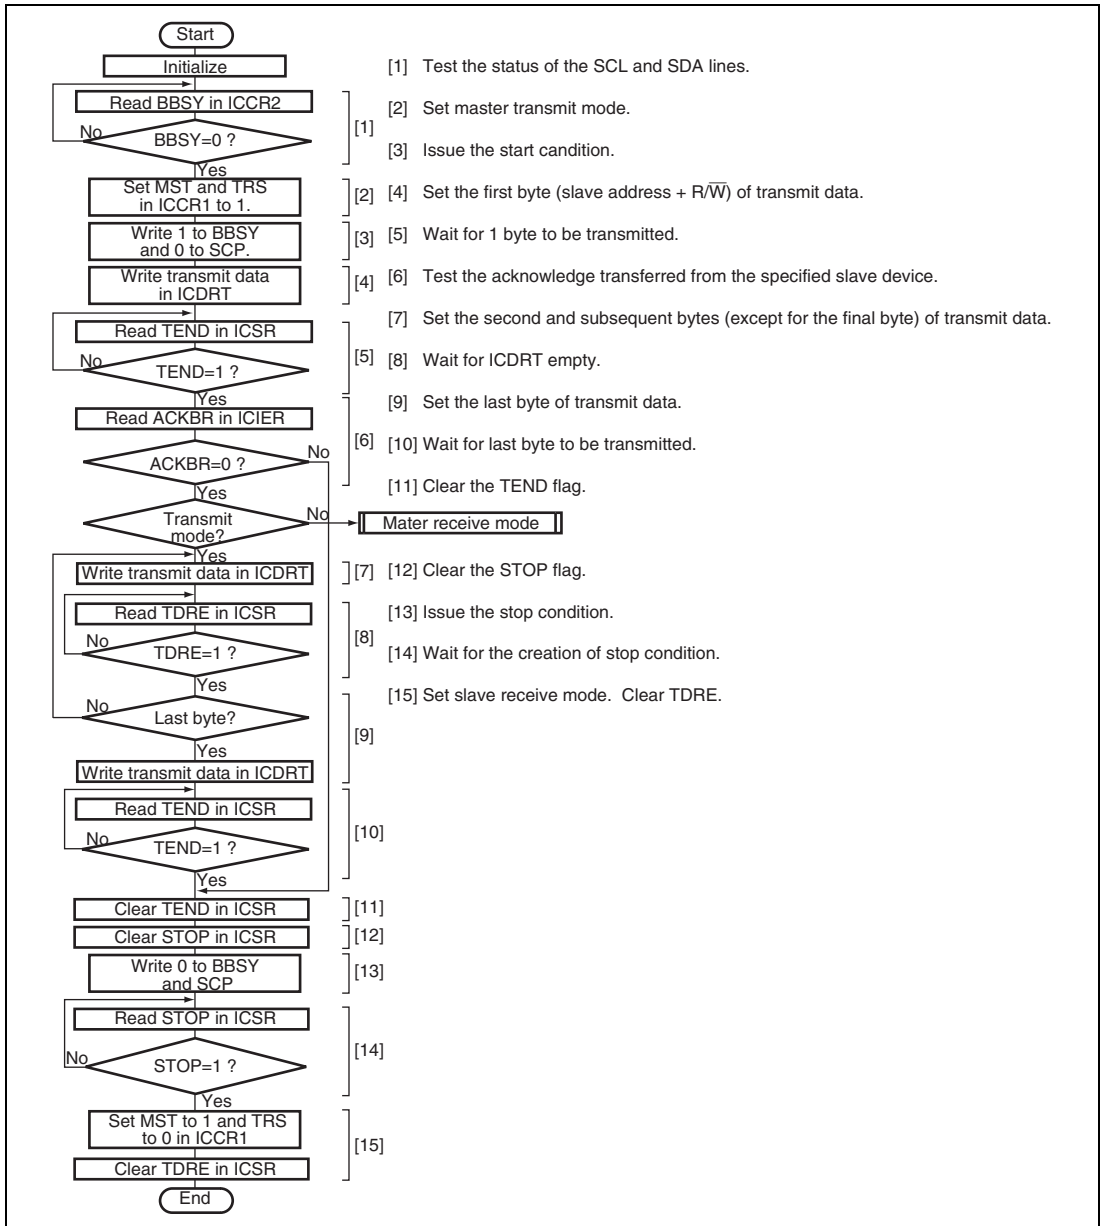 Start
Initialize
Read BBSY in ICCR2
No
BBSY=0 ?
[1]
Yes
Set MST and TRS
in ICCR1 to 1.
[2]
Write 1 to BBSY
and 0 to SCP.
[3]
Write transmit data
in ICDRT
[4]
Read TEND in ICSR
No
TEND=1 ?
[5]
Yes
Read ACKBR in ICIER
[6]
No
ACKBR=0 ?
Yes
Transmit
mode?
No
Mater receive mode
Yes
Write transmit data in ICDRT
[7]
Read TDRE in ICSR
No
TDRE=1 ?
[8]
Yes
No
Last byte?
[9]
Yes
Write transmit data in ICDRT
Read TEND in ICSR
No
TEND=1 ?
[10]
Yes
Clear TEND in ICSR
[11]
Clear STOP in ICSR
[12]
Write 0 to BBSY
and SCP
[13]
Read STOP in ICSR
No
STOP=1 ?
[14]
Yes
Set MST to 1 and TRS
to 0 in ICCR1
[15]
Clear TDRE in ICSR
End
[1] Test the status of the SCL and SDA lines.
[2] Set master transmit mode.
[3] Issue the start candition.
[4] Set the first byte (slave address + R/W̅) of transmit data.
[5] Wait for 1 byte to be transmitted.
[6] Test the acknowledge transferred from the specified slave device.
[7] Set the second and subsequent bytes (except for the final byte) of transmit data.
[8] Wait for ICDRT empty.
[9] Set the last byte of transmit data.
[10] Wait for last byte to be transmitted.
[11] Clear the TEND flag.
[12] Clear the STOP flag.
[13] Issue the stop condition.
[14] Wait for the creation of stop condition.
[15] Set slave receive mode. Clear TDRE.